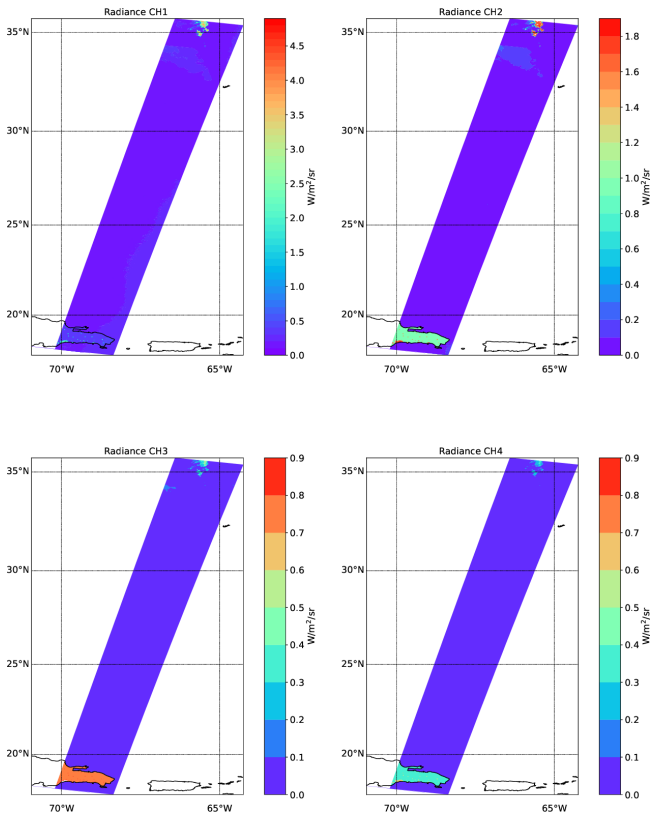 Radiance CH1
35°N
30°N
25°N
20°N
70°W
65°W
4.5
4.0
3.5
3.0
2.5
2.0
1.5
1.0
0.5
0.0
W/m²/sr
Radiance CH2
35°N
30°N
25°N
20°N
70°W
65°W
1.8
1.6
1.4
1.2
1.0
0.8
0.6
0.4
0.2
0.0
W/m²/sr
Radiance CH3
35°N
30°N
25°N
20°N
70°W
65°W
0.9
0.8
0.7
0.6
0.5
0.4
0.3
0.2
0.1
0.0
W/m²/sr
Radiance CH4
35°N
30°N
25°N
20°N
70°W
65°W
0.9
0.8
0.7
0.6
0.5
0.4
0.3
0.2
0.1
0.0
W/m²/sr